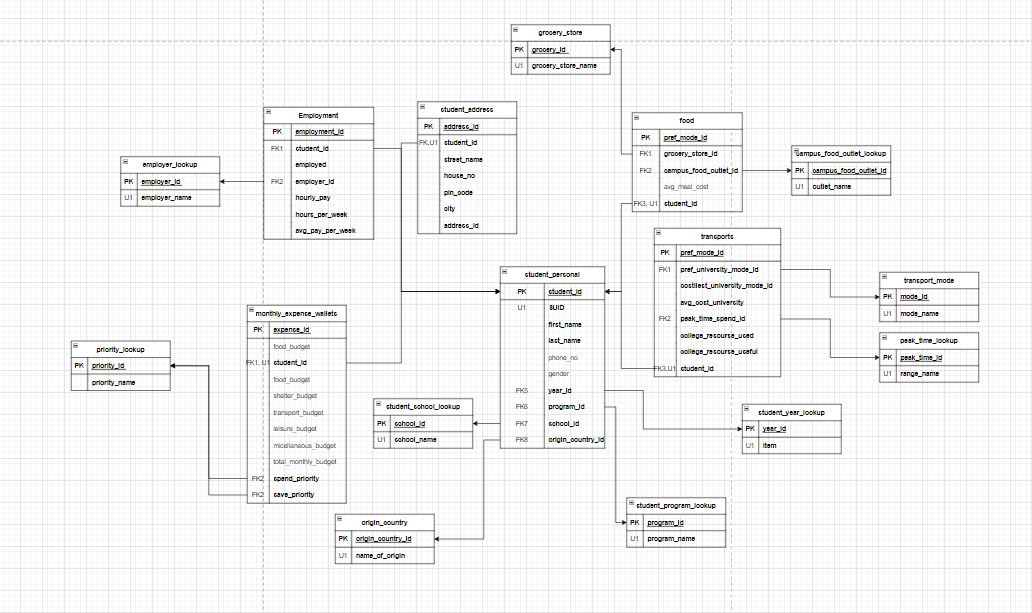 grocery_store
PK grocery_id
U1 grocery_store_name
Employment
PK employment_id
FK1 student_id
employed
FK2 employer_id
hourly_pay
hours_per_week
avg_pay_per_week
student_address
PK address_id
FK,U1 student_id
street_name
house_no
pin_code
city
address_id
food
PK pref_mode_id
FK1 grocery_store_id
FK2 campus_food_outlet_id
avg_meal_cost
FK3, U1 student_id
campus_food_outlet_lookup
PK campus_food_outlet_id
U1 outlet_name
employer_lookup
PK employer_id
U1 employer_name
transports
PK pref_mode_id
FK1 pref_university_mode_id
costliest_university_mode_id
avg_cost_university
FK2 peak_time_spend_id
college_resourse_used
college_resourse_useful
FK3,U1 student_id
transport_mode
PK mode_id
U1 mode_name
peak_time_lookup
PK peak_time_id
U1 range_name
student_personal
PK student_id
U1 SUID
first_name
last_name
phone_no
gender
FK5 year_id
FK6 program_id
FK7 cohool_id
FK8 origin_country_id
monthly_expense_wallets
PK expense_id
food_budget
FK1, U1 student_id
food_budget
shelter_budget
transport_budget
leisure_budget
micellaneous_budget
total_monthly_budget
FK2 spend_priority
FK2 save_priority
priority_lookup
PK priority_id
priority_name
student_cohool_lookup
PK cohool_id
U1 cohool_name
student_year_lookup
PK year_id
U1 item
student_program_lookup
PK program_id
U1 program_name
origin_country
PK origin_country_id
U1 name_of_origin